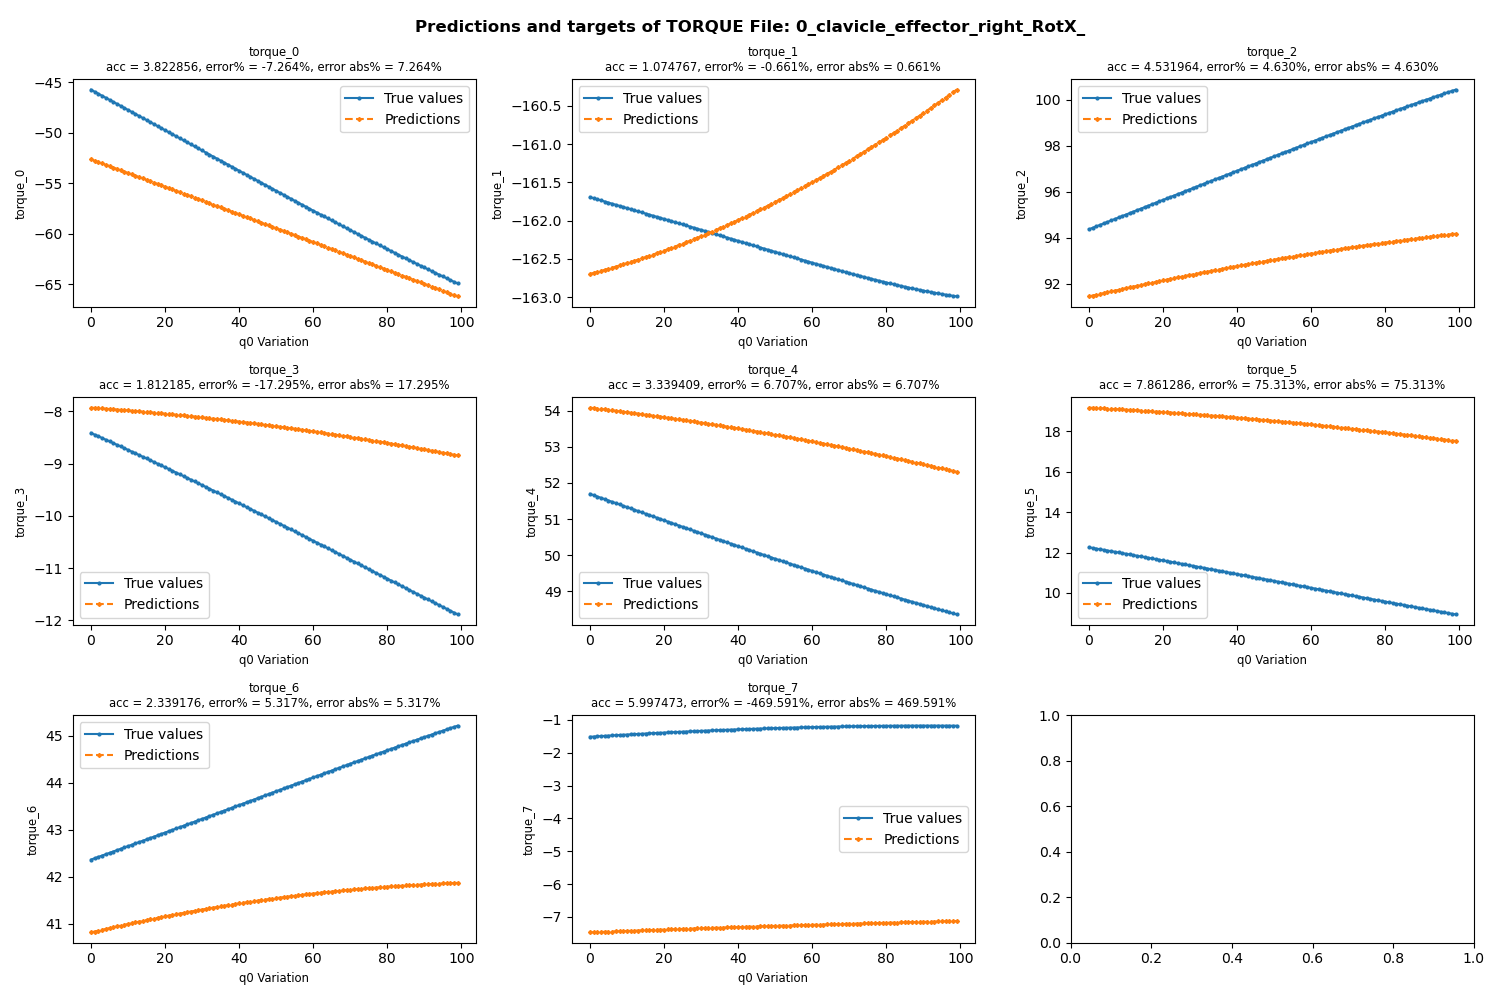 Predictions and targets of TORQUE File: 0_clavicle_effector_right_RotX_
torque_0
acc = 3.822856, error% = -7.264%, error abs% = 7.264%
−45
−50
−55
−60
−65
torque_0
True values
Predictions
0 20 40 60 80 100
q0 Variation
torque_1
acc = 1.074767, error% = -0.661%, error abs% = 0.661%
−160.5
−161.0
−161.5
−162.0
−162.5
−163.0
torque_1
True values
Predictions
0 20 40 60 80 100
q0 Variation
torque_2
acc = 4.531964, error% = 4.630%, error abs% = 4.630%
100
98
96
94
92
torque_2
True values
Predictions
0 20 40 60 80 100
q0 Variation
torque_3
acc = 1.812185, error% = -17.295%, error abs% = 17.295%
−8
−9
−10
−11
−12
torque_3
True values
Predictions
0 20 40 60 80 100
q0 Variation
torque_4
acc = 3.339409, error% = 6.707%, error abs% = 6.707%
54
53
52
51
50
49
torque_4
True values
Predictions
0 20 40 60 80 100
q0 Variation
torque_5
acc = 7.861286, error% = 75.313%, error abs% = 75.313%
18
16
14
12
10
torque_5
True values
Predictions
0 20 40 60 80 100
q0 Variation
torque_6
acc = 2.339176, error% = 5.317%, error abs% = 5.317%
45
44
43
42
41
torque_6
True values
Predictions
0 20 40 60 80 100
q0 Variation
torque_7
acc = 5.997473, error% = -469.591%, error abs% = 469.591%
−1
−2
−3
−4
−5
−6
−7
torque_7
True values
Predictions
0 20 40 60 80 100
q0 Variation
1.0
0.8
0.6
0.4
0.2
0.0
0.0 0.2 0.4 0.6 0.8 1.0